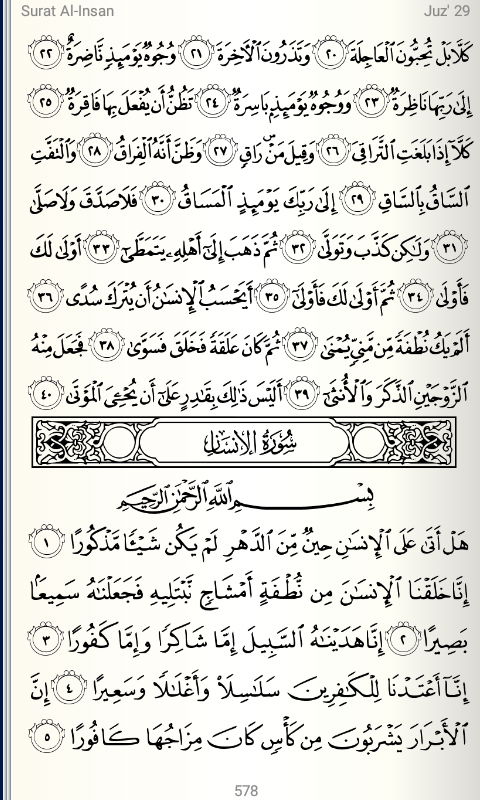 Surat Al-Insan Juz' 29
كَلَّا بَلْ تُحِبُّونَ ٱلْعَاجِلَةَ ٢٠ وَتَذَرُونَ ٱلْـَٔاخِرَةَ ٢١ وُجُوهٌ يَوْمَئِذٍ نَّاضِرَةٌ ٢٢
إِلَىٰ رَبِّهَا نَاظِرَةٌ ٢٣ وَوُجُوهٌ يَوْمَئِذٍۭ بَاسِرَةٌ ٢٤ تَظُنُّ أَن يُفْعَلَ بِهَا فَاقِرَةٌ ٢٥
كَلَّآ إِذَا بَلَغَتِ ٱلتَّرَاقِىَ ٢٦ وَقِيلَ مَنْ ۜ رَاقٍ ٢٧ وَظَنَّ أَنَّهُ ٱلْفِرَاقُ ٢٨ وَٱلْتَفَّتِ
ٱلسَّاقُ بِٱلسَّاقِ ٢٩ إِلَىٰ رَبِّكَ يَوْمَئِذٍ ٱلْمَسَاقُ ٣٠ فَلَا صَدَّقَ وَلَا صَلَّىٰ
٣١ وَلَـٰكِن كَذَّبَ وَتَوَلَّىٰ ٣٢ ثُمَّ ذَهَبَ إِلَىٰٓ أَهْلِهِۦ يَتَمَطَّىٰٓ ٣٣ أَوْلَىٰ لَكَ
فَأَوْلَىٰ ٣٤ ثُمَّ أَوْلَىٰ لَكَ فَأَوْلَىٰٓ ٣٥ أَيَحْسَبُ ٱلْإِنسَـٰنُ أَن يُتْرَكَ سُدًى ٣٦
أَلَمْ يَكُ نُطْفَةً مِّن مَّنِىٍّ يُمْنَىٰ ٣٧ ثُمَّ كَانَ عَلَقَةً فَخَلَقَ فَسَوَّىٰ ٣٨ فَجَعَلَ مِنْهُ
ٱلزَّوْجَيْنِ ٱلذَّكَرَ وَٱلْأُنثَىٰٓ ٣٩ أَلَيْسَ ذَٰلِكَ بِقَـٰدِرٍ عَلَىٰٓ أَن يُحْـِۧىَ ٱلْمَوْتَىٰ ٤٠
سُورَةُ الإِنسَانِ
بِسْمِ ٱللَّهِ ٱلرَّحْمَـٰنِ ٱلرَّحِيمِ
هَلْ أَتَىٰ عَلَى ٱلْإِنسَـٰنِ حِينٌ مِّنَ ٱلدَّهْرِ لَمْ يَكُن شَيْـًٔا مَّذْكُورًا ١
إِنَّا خَلَقْنَا ٱلْإِنسَـٰنَ مِن نُّطْفَةٍ أَمْشَاجٍ نَّبْتَلِيهِ فَجَعَلْنَـٰهُ سَمِيعًۢا
بَصِيرًا ٢ إِنَّا هَدَيْنَـٰهُ ٱلسَّبِيلَ إِمَّا شَاكِرًا وَإِمَّا كَفُورًا ٣
إِنَّآ أَعْتَدْنَا لِلْكَـٰفِرِينَ سَلَـٰسِلَا۟ وَأَغْلَـٰلًا وَسَعِيرًا ٤ إِنَّ
ٱلْأَبْرَارَ يَشْرَبُونَ مِن كَأْسٍ كَانَ مِزَاجُهَا كَافُورًا ٥
578